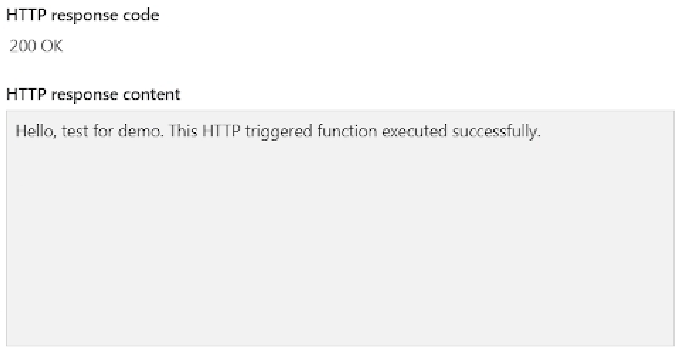 HTTP response code
200 OK
HTTP response content
Hello, test for demo. This HTTP triggered function executed successfully.